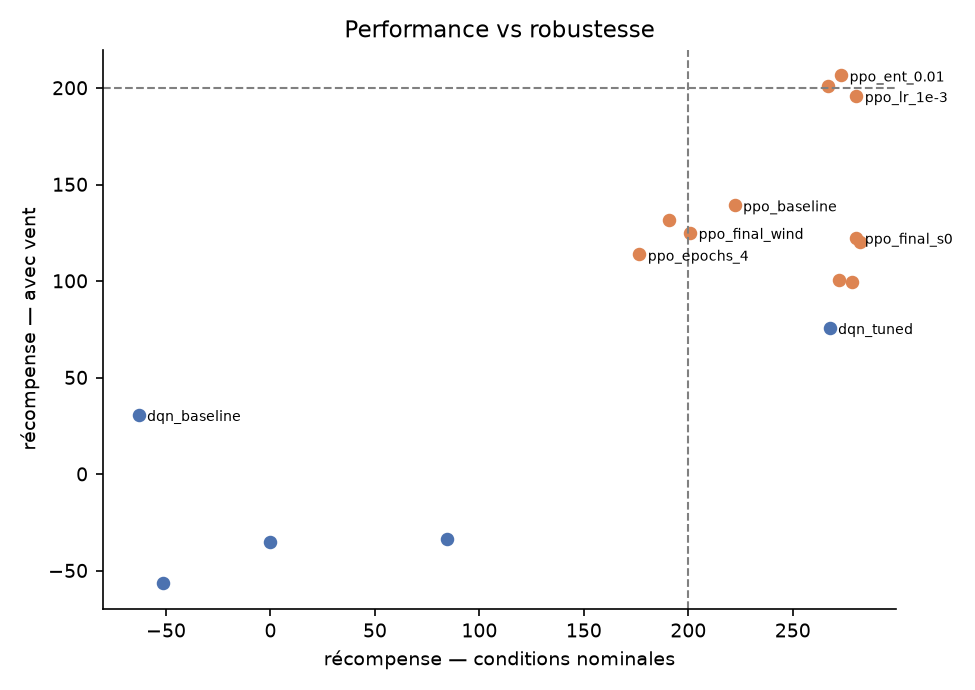 Performance vs robustesse
récompense — avec vent
200
150
100
50
0
−50
ppo_ent_0.01
ppo_lr_1e-3
ppo_baseline
ppo_final_wind
ppo_final_s0
ppo_epochs_4
dqn_tuned
dqn_baseline
−50
0
50
100
150
200
250
récompense — conditions nominales